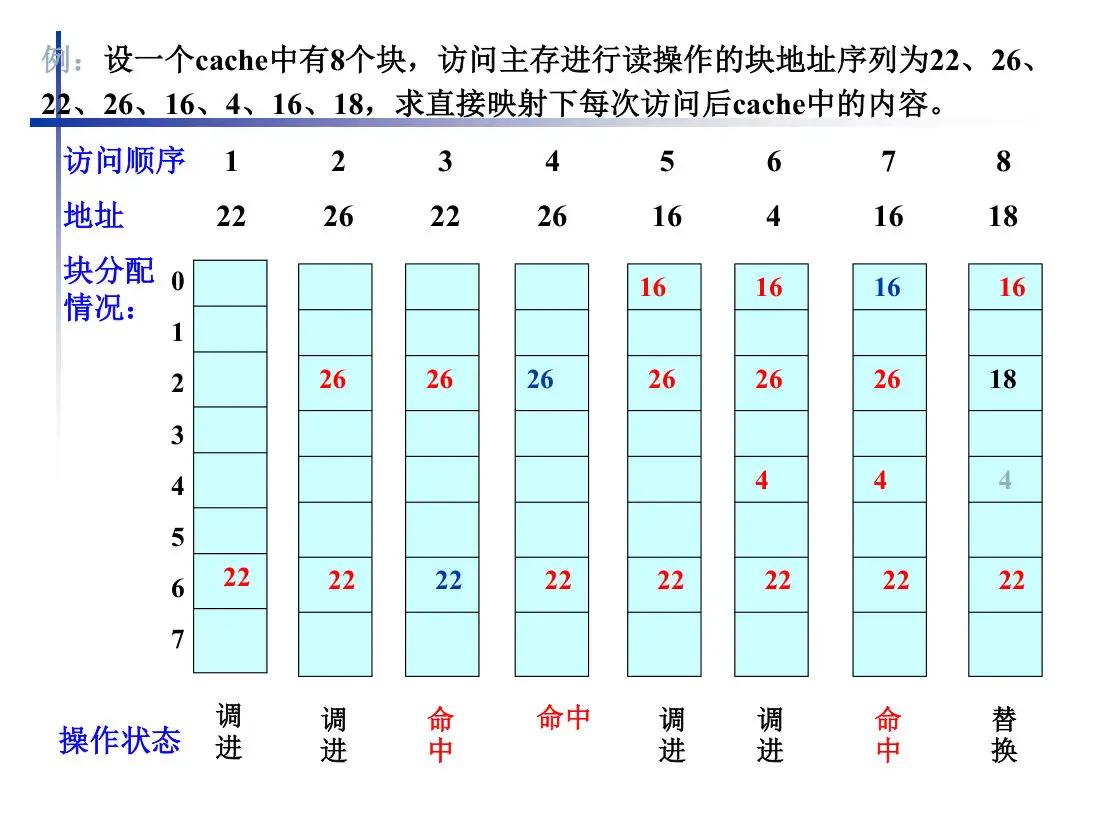 例：设一个cache中有8个块，访问主存进行读操作的块地址序列为22、26、
22、26、16、4、16、18，求直接映射下每次访问后cache中的内容。
访问顺序 1 2 3 4 5 6 7 8
地址 22 26 22 26 16 4 16 18
块分配
情况：
0 16 16 16 16
1
2 26 26 26 26 26 26 18
3
4 4 4 4
5
6 22 22 22 22 22 22 22 22
7
操作状态 调进 调进 命中 命中 调进 调进 命中 替换